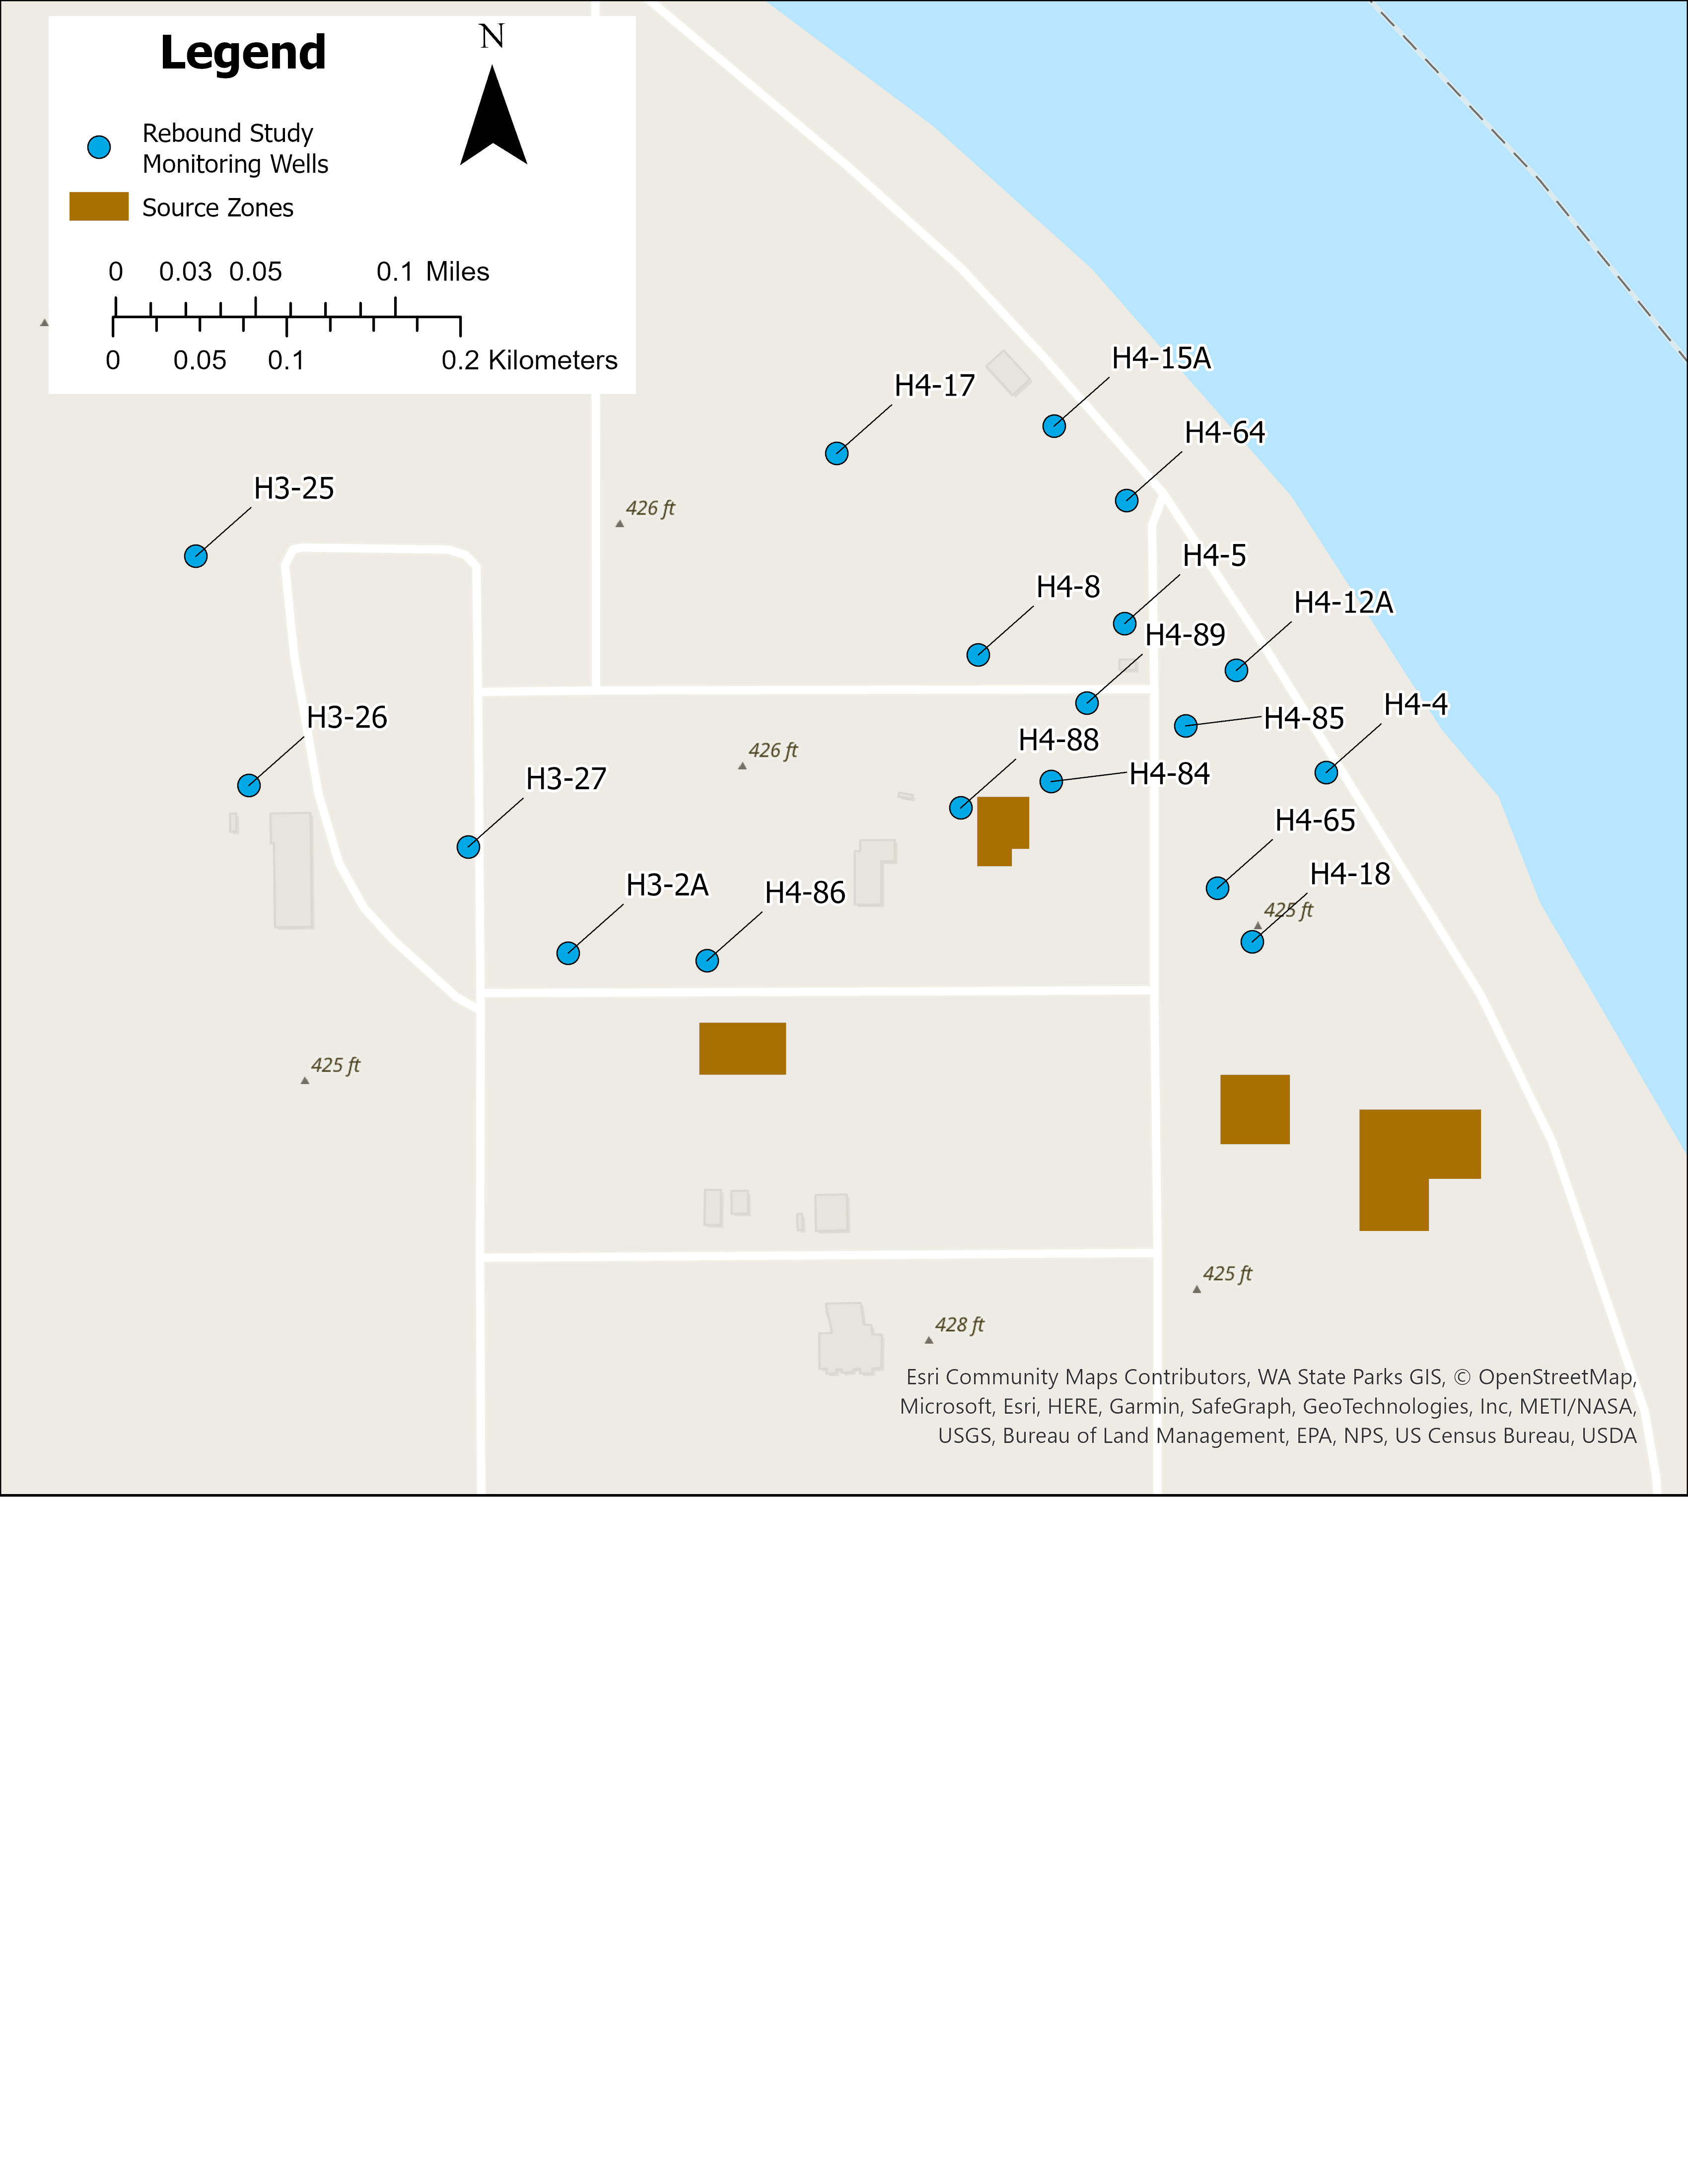 Legend
N
Rebound Study
Monitoring Wells
Source Zones
0 0.03 0.05 0.1 Miles
0 0.05 0.1 0.2 Kilometers
H4-15A
H4-17
H4-64
H3-25
426 ft
H4-5
H4-8
H4-12A
H4-89
H4-4
H3-26
H4-85
H4-88
426 ft
H4-84
H3-27
H4-65
H4-18
H3-2A
H4-86
425 ft
425 ft
425 ft
428 ft
Esri Community Maps Contributors, WA State Parks GIS, © OpenStreetMap,
Microsoft, Esri, HERE, Garmin, SafeGraph, GeoTechnologies, Inc, METI/NASA,
USGS, Bureau of Land Management, EPA, NPS, US Census Bureau, USDA